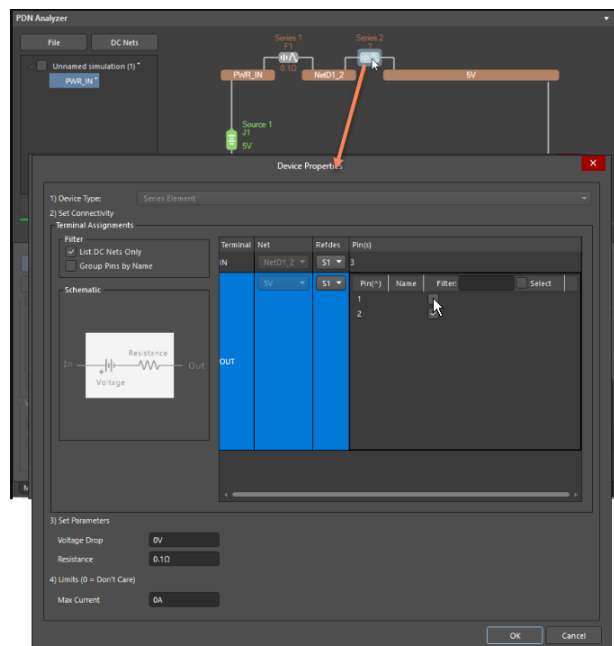 PDN Analyzer
File
DC Nets
Unnamed simulation (1) *
PWR_IN *
Series 1
F1
0.1Ω
Series 2
?
PWR_IN
NetD1_2
5V
Source 1
J1
5V
Device Properties
1) Device Type:
Series Element
2) Set Connectivity
Terminal Assignments
Filter
List DC Nets Only
Group Pins by Name
Schematic
In
Resistance
+
Voltage
Out
Terminal Net Refdes Pin(s)
IN NetD1_2 S1 3
OUT 5V S1
Pin(^) Name Filter: Select
1
2
3) Set Parameters
Voltage Drop 0V
Resistance 0.1Ω
4) Limits (0 = Don't Care)
Max Current 0A
OK
Cancel